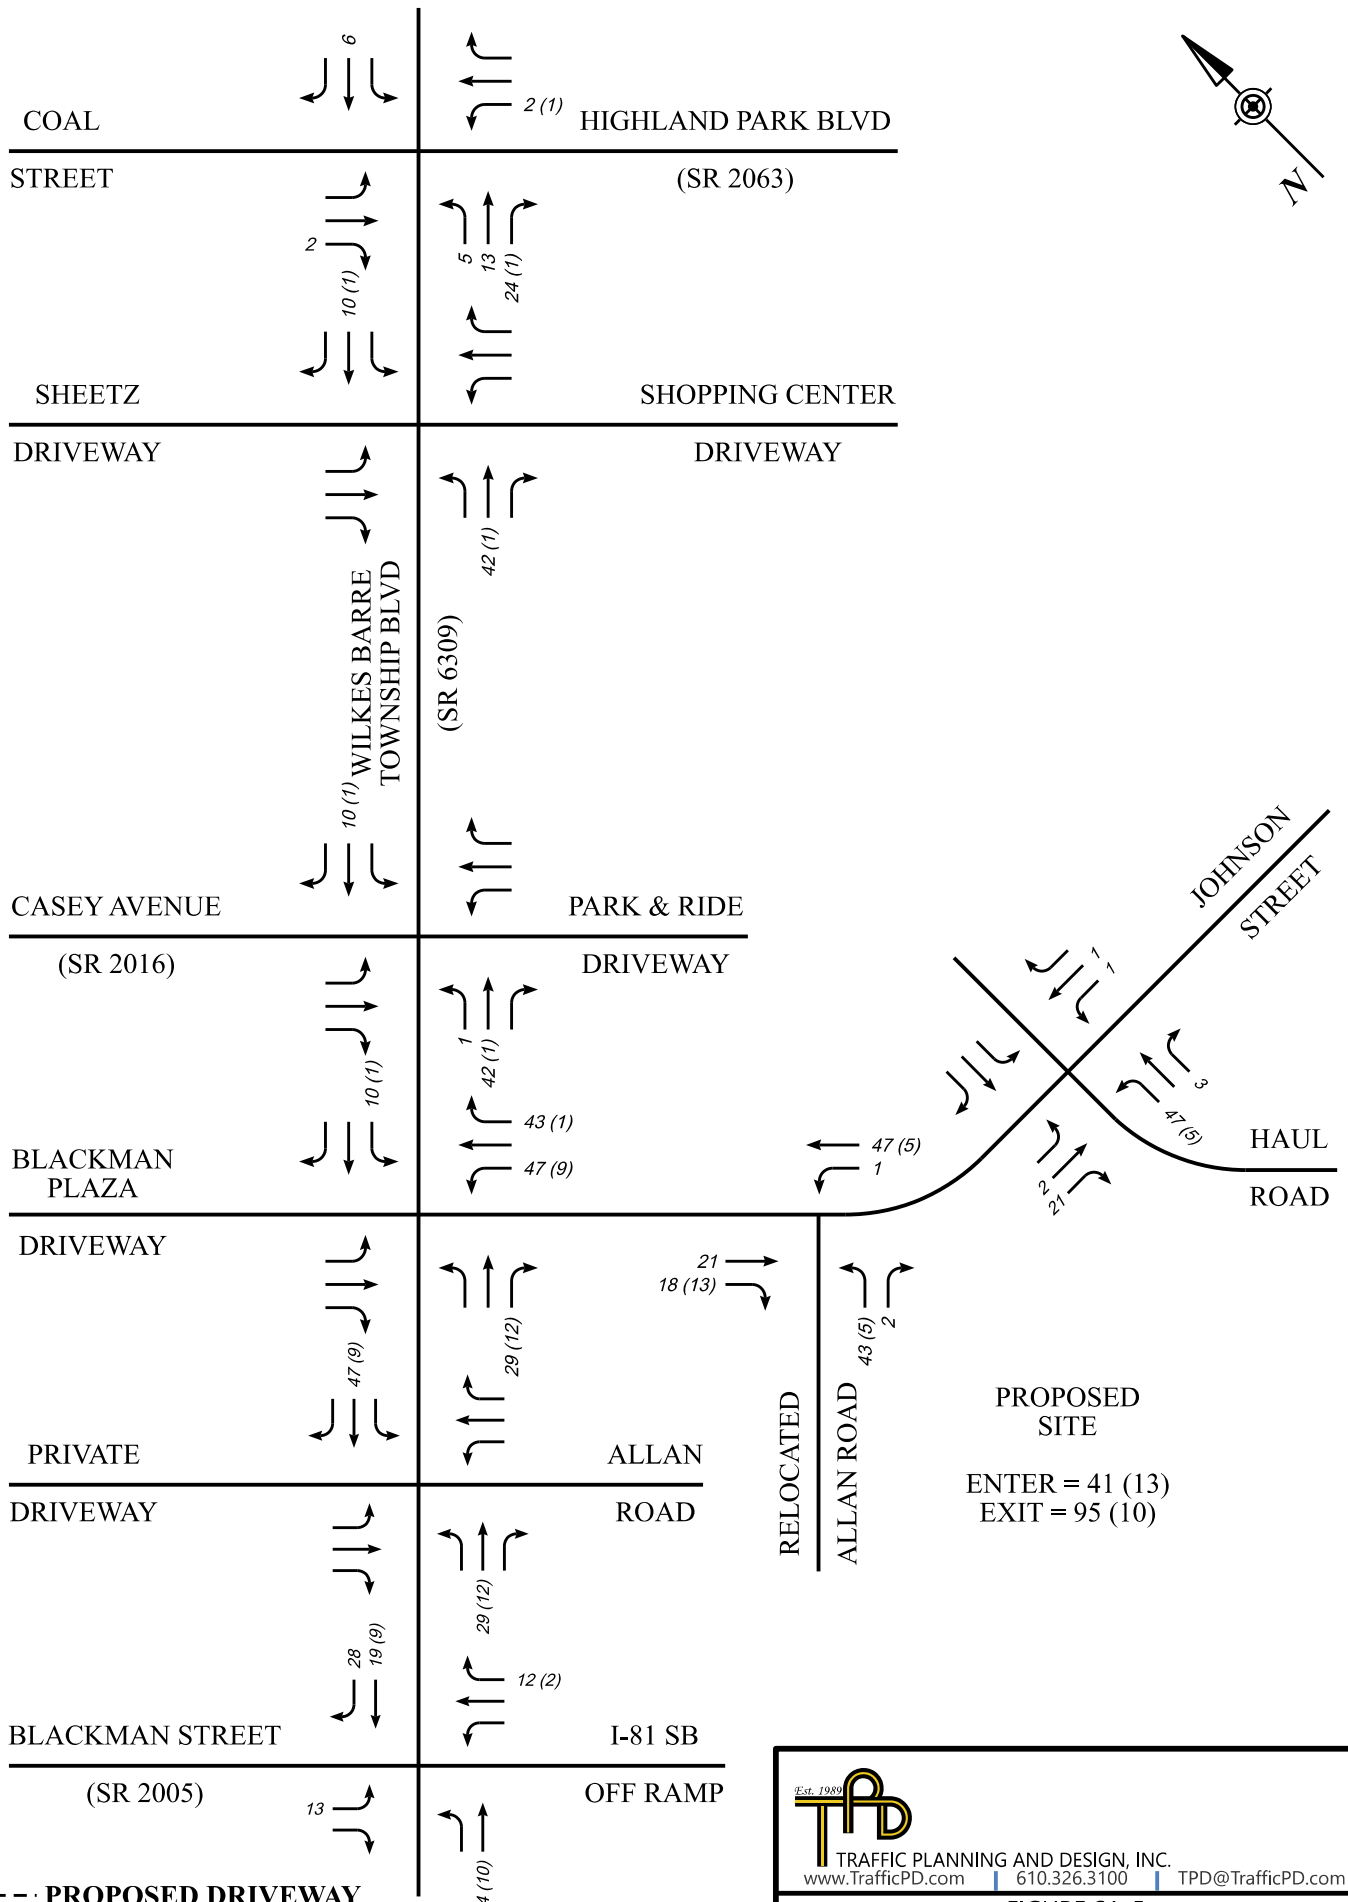 6
2 (1)
COAL
HIGHLAND PARK BLVD
STREET
(SR 2063)
N
2
10 (1)
5
13
24 (1)
SHEETZ
SHOPPING CENTER
DRIVEWAY
DRIVEWAY
42 (1)
WILKES BARRE
TOWNSHIP BLVD
(SR 6309)
10 (1)
CASEY AVENUE
PARK & RIDE
(SR 2016)
DRIVEWAY
JOHNSON
STREET
1
1
10 (1)
1
42 (1)
43 (1)
47 (9)
47 (5)
1
3
47 (5)
2
21
HAUL
ROAD
BLACKMAN
PLAZA
DRIVEWAY
21
18 (13)
43 (5)
2
47 (9)
29 (12)
RELOCATED
ALLAN ROAD
PROPOSED
SITE
ENTER = 41 (13)
EXIT = 95 (10)
PRIVATE
ALLAN
DRIVEWAY
ROAD
29 (12)
28
19 (9)
12 (2)
BLACKMAN STREET
I-81 SB
(SR 2005)
OFF RAMP
13
4 (10)
PROPOSED DRIVEWAY
Est. 1989
TPD
TRAFFIC PLANNING AND DESIGN, INC.
www.TrafficPD.com | 610.326.3100 | TPD@TrafficPD.com